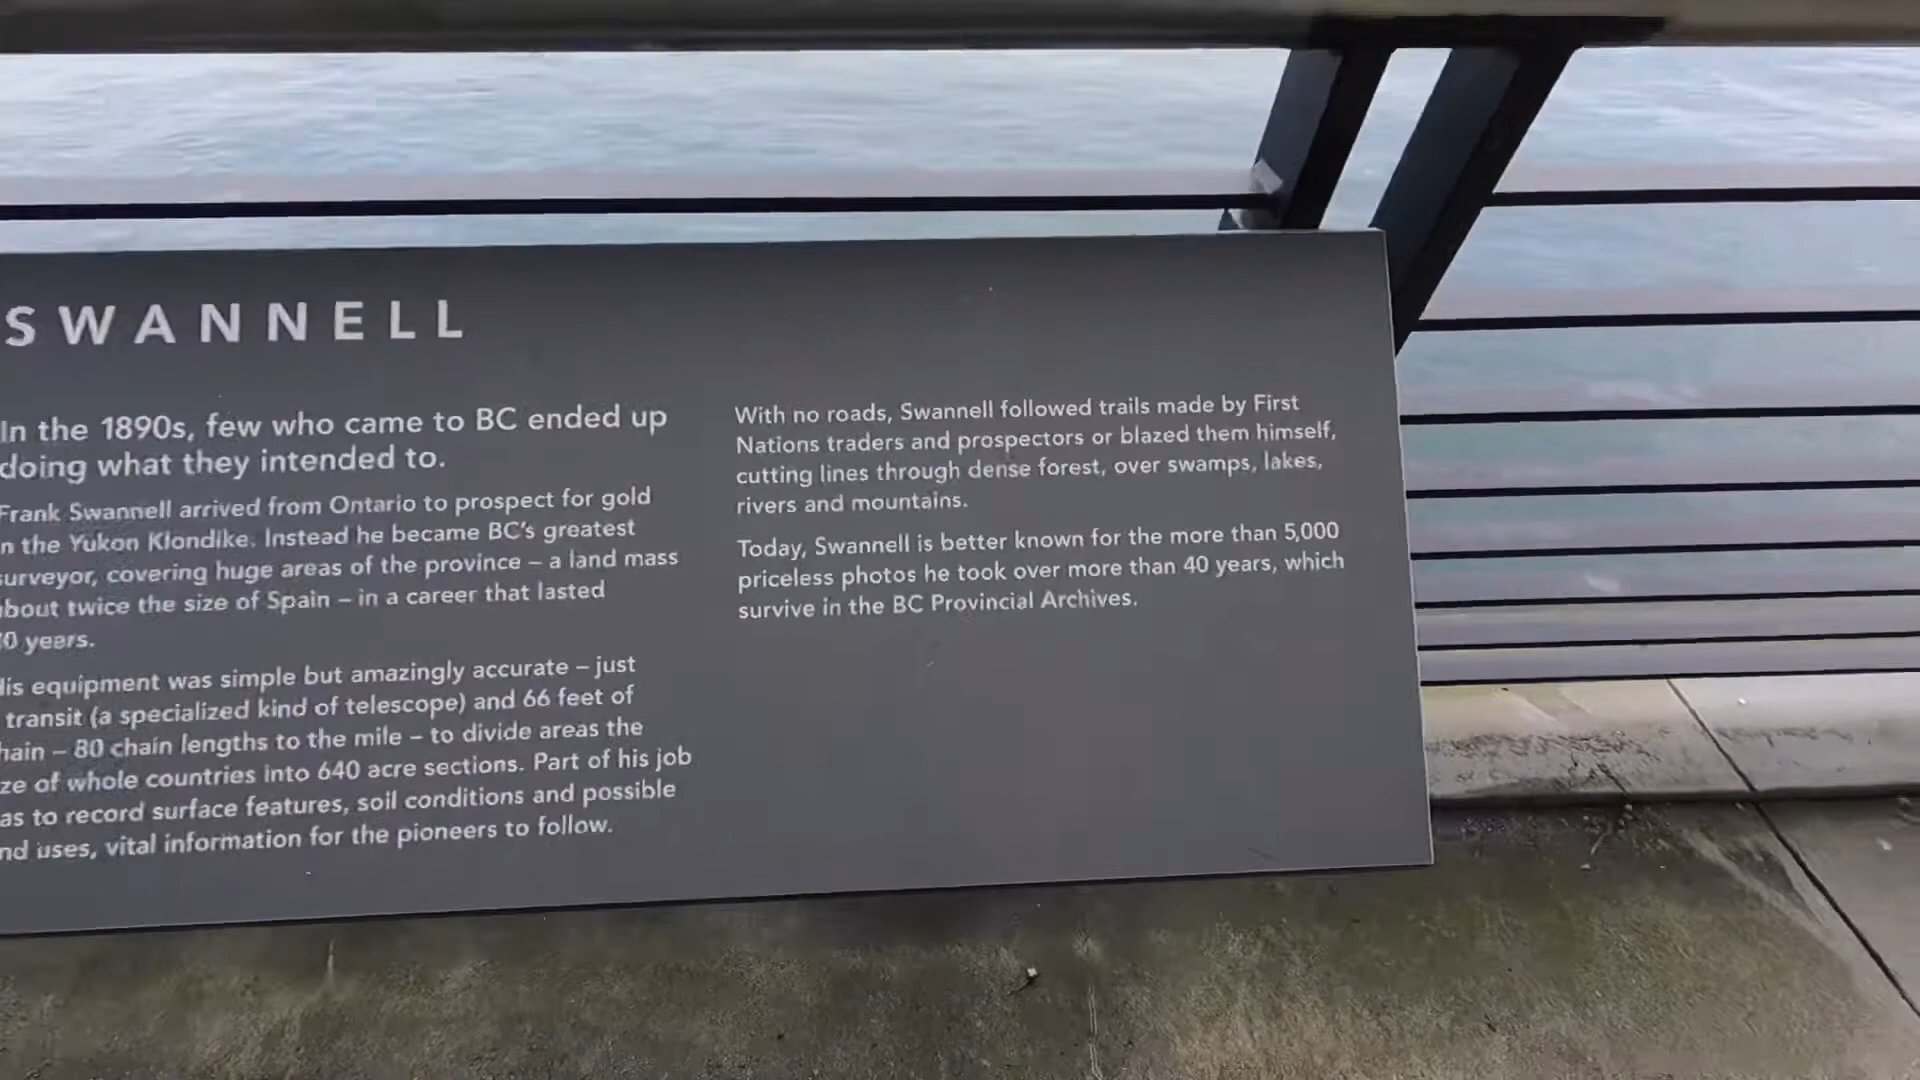 SWANNELL
In the 1890s, few who came to BC ended up
doing what they intended to.
Frank Swannell arrived from Ontario to prospect for gold
n the Yukon Klondike. Instead he became BC's greatest
surveyor, covering huge areas of the province – a land mass
about twice the size of Spain – in a career that lasted
0 years.
His equipment was simple but amazingly accurate – just
transit (a specialized kind of telescope) and 66 feet of
hain – 80 chain lengths to the mile – to divide areas the
ze of whole countries into 640 acre sections. Part of his job
as to record surface features, soil conditions and possible
nd uses, vital information for the pioneers to follow.
With no roads, Swannell followed trails made by First
Nations traders and prospectors or blazed them himself,
cutting lines through dense forest, over swamps, lakes,
rivers and mountains.
Today, Swannell is better known for the more than 5,000
priceless photos he took over more than 40 years, which
survive in the BC Provincial Archives.